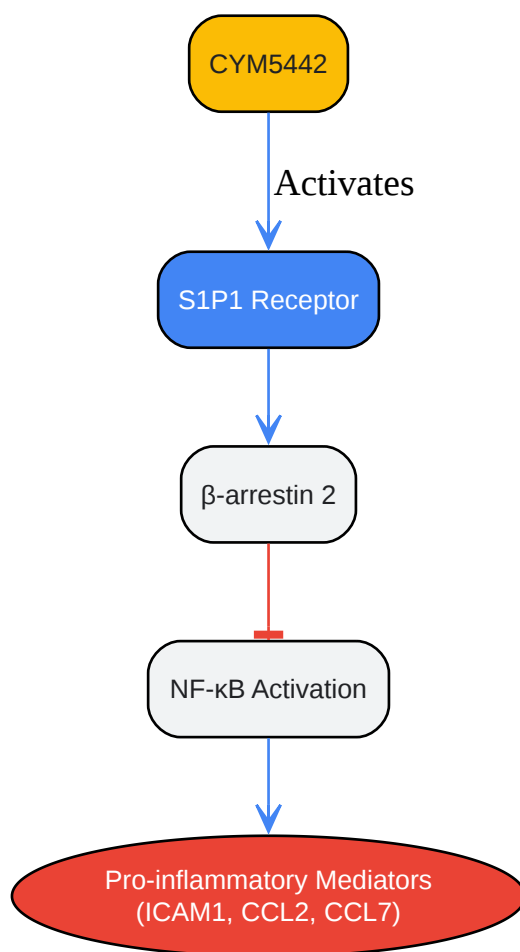 CYM5442
Activates
S1P1 Receptor
β-arrestin 2
NF-κB Activation
Pro-inflammatory Mediators
(ICAM1, CCL2, CCL7)